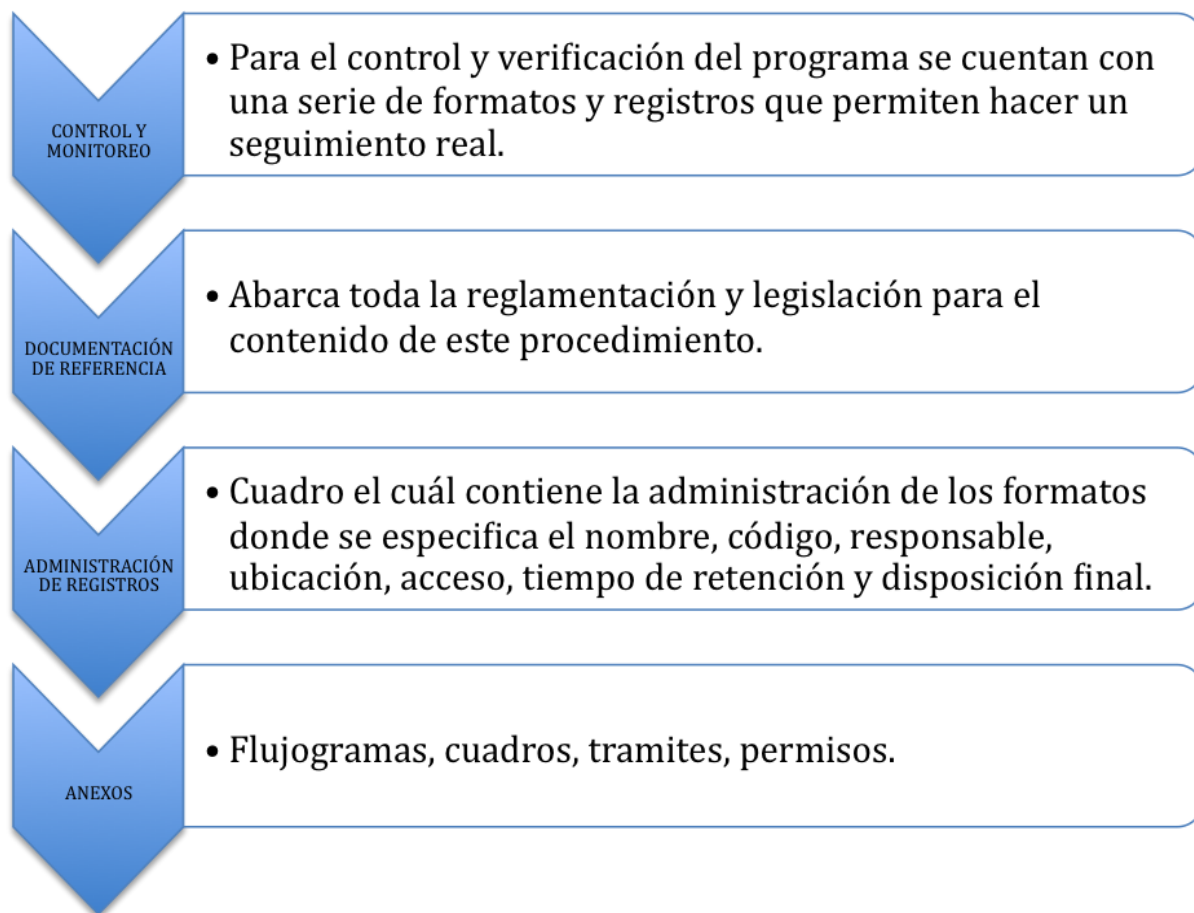 CONTROL Y
MONITOREO
• Para el control y verificación del programa se cuentan con
una serie de formatos y registros que permiten hacer un
seguimiento real.
DOCUMENTACIÓN
DE REFERENCIA
• Abarca toda la reglamentación y legislación para el
contenido de este procedimiento.
ADMINISTRACIÓN
DE REGISTROS
• Cuadro el cuál contiene la administración de los formatos
donde se especifica el nombre, código, responsable,
ubicación, acceso, tiempo de retención y disposición final.
ANEXOS
• Flujogramas, cuadros, tramites, permisos.